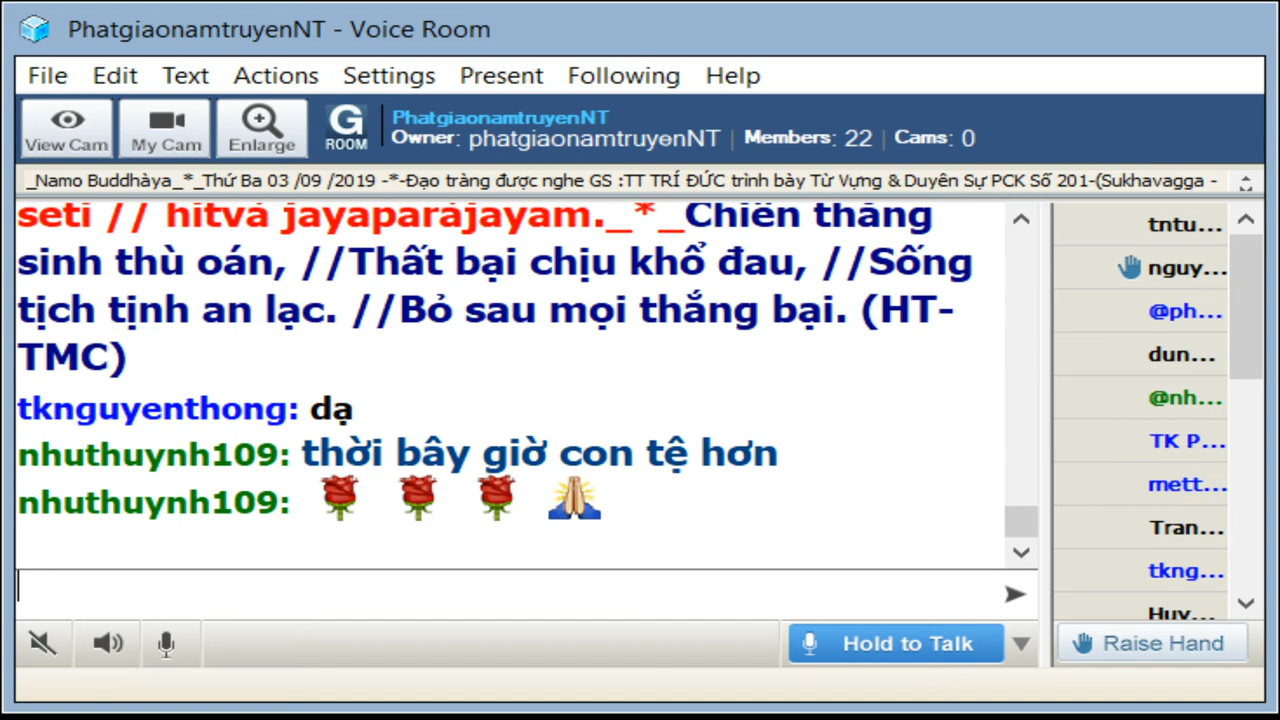 PhatgiaonamtruyenNT - Voice Room
File Edit Text Actions Settings Present Following Help
View Cam My Cam Enlarge G ROOM
PhatgiaonamtruyenNT
Owner: phatgiaonamtruyenNT | Members: 22 | Cams: 0
_Namo Buddhàya_*_Thứ Ba 03 /09 /2019 -*-Đạo tràng được nghe GS :TT TRÍ ĐỨC trình bày Từ Vựng & Duyên Sự PCK Số 201-(Sukhavagga -
seti // hitvā jayaparājayam._*_Chiến thắng
sinh thù oán, //Thất bại chịu khổ đau, //Sống
tịch tịnh an lạc. //Bỏ sau mọi thắng bại. (HT-
TMC)
tknguyenthong: dạ
nhuthuynh109: thời bây giờ con tệ hơn
nhuthuynh109:
tntu...
nguy...
@ph...
dun...
@nh...
TK P...
mett...
Tran...
tkng...
Huy...
Hold to Talk
Raise Hand